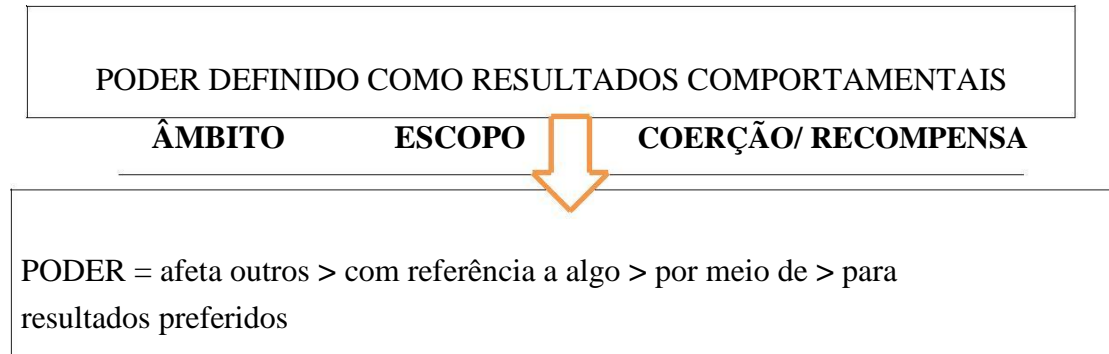 PODER DEFINIDO COMO RESULTADOS COMPORTAMENTAIS
ÂMBITO ESCOPO COERÇÃO/ RECOMPENSA
PODER = afeta outros > com referência a algo > por meio de > para
resultados preferidos